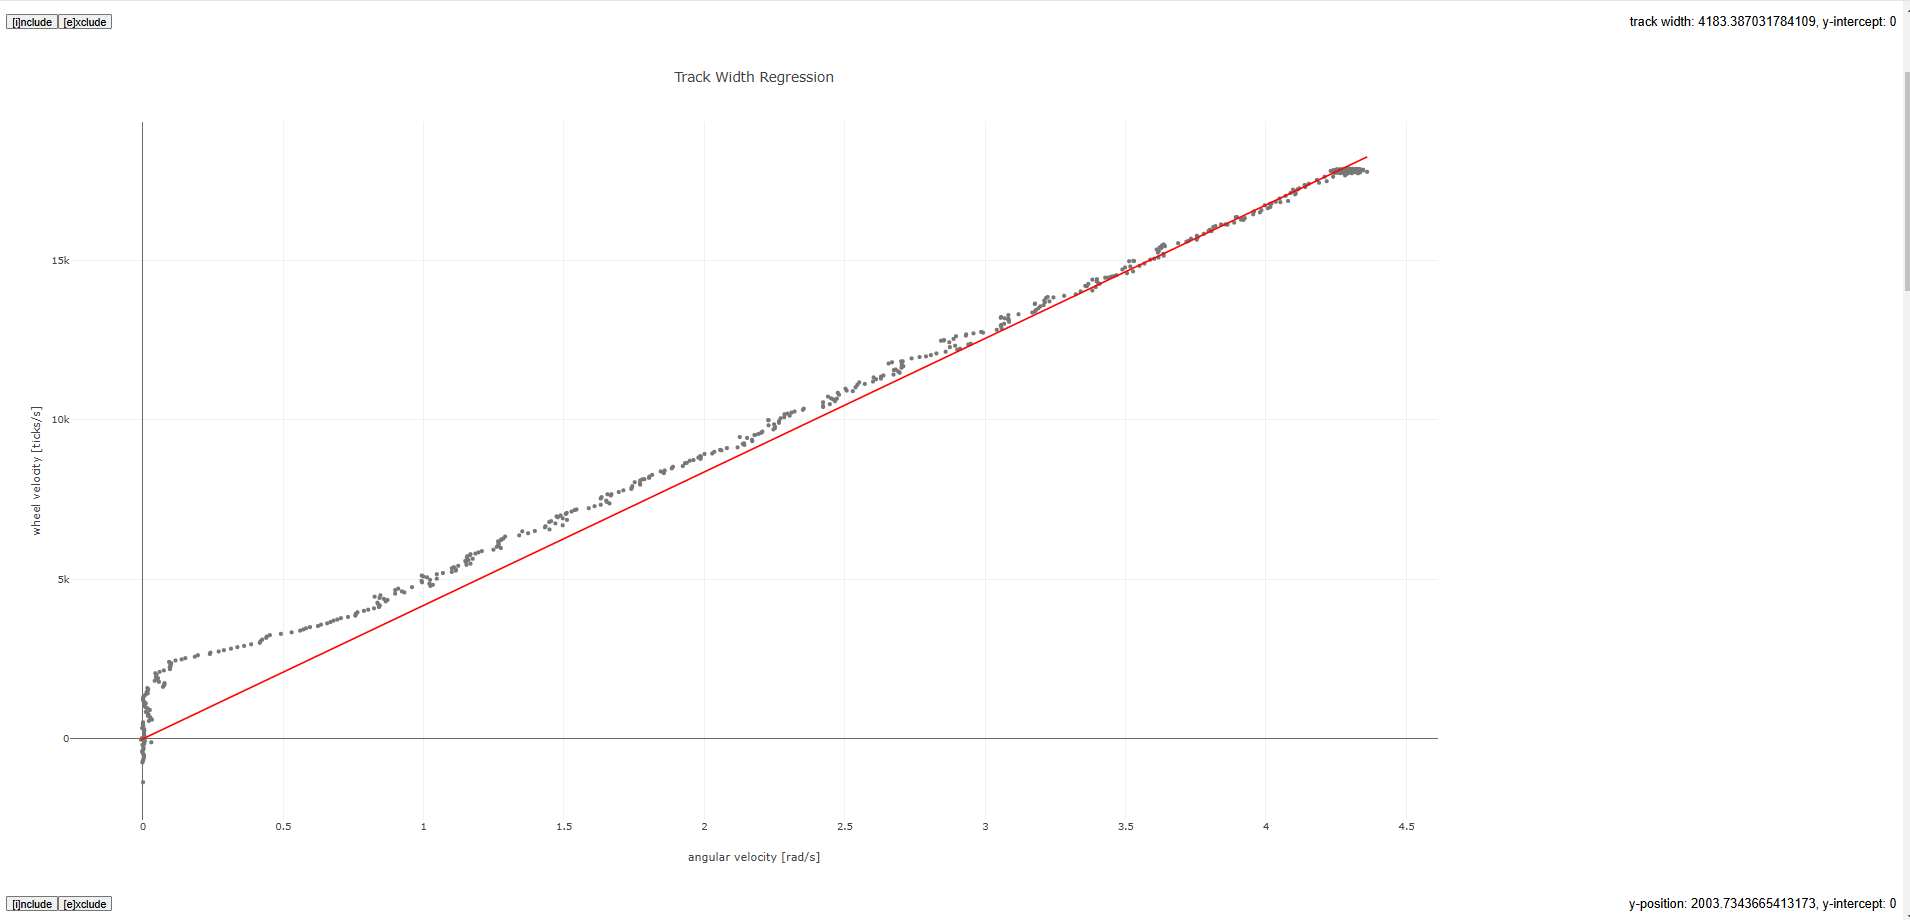 [i]nclude [e]xclude track width: 4183.387031784109, y-intercept: 0
Track Width Regression
15k
10k
wheel velocity [ticks/s]
5k
0
0 0.5 1 1.5 2 2.5 3 3.5 4 4.5
angular velocity [rad/s]
[i]nclude [e]xclude y-position: 2003.7343665413173, y-intercept: 0